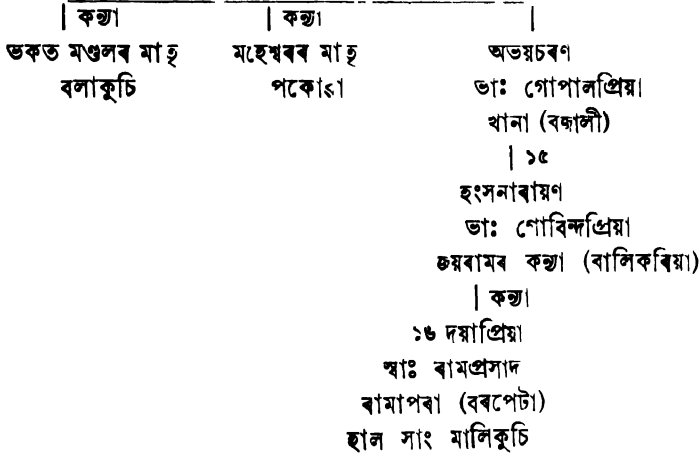 | কন্যা | কন্যা |
ভকত মণ্ডলৰ মাতৃ মহেশ্বৰৰ মাতৃ অভয়চৰণ
বলাকুচি পকোৱা ভাঃ গোপালপ্ৰিয়া
খানা (বজালী)
| ১৫
হংসনাৰায়ণ
ভাঃ গোবিন্দপ্ৰিয়া
জয়ৰামৰ কন্যা (বালিকৰিয়া)
| কন্যা
১৬ দয়াপ্ৰিয়া
স্বাঃ ৰামপ্ৰসাদ
ৰামাপৰা (বৰপেটা)
হাল সাং মালিকুচি